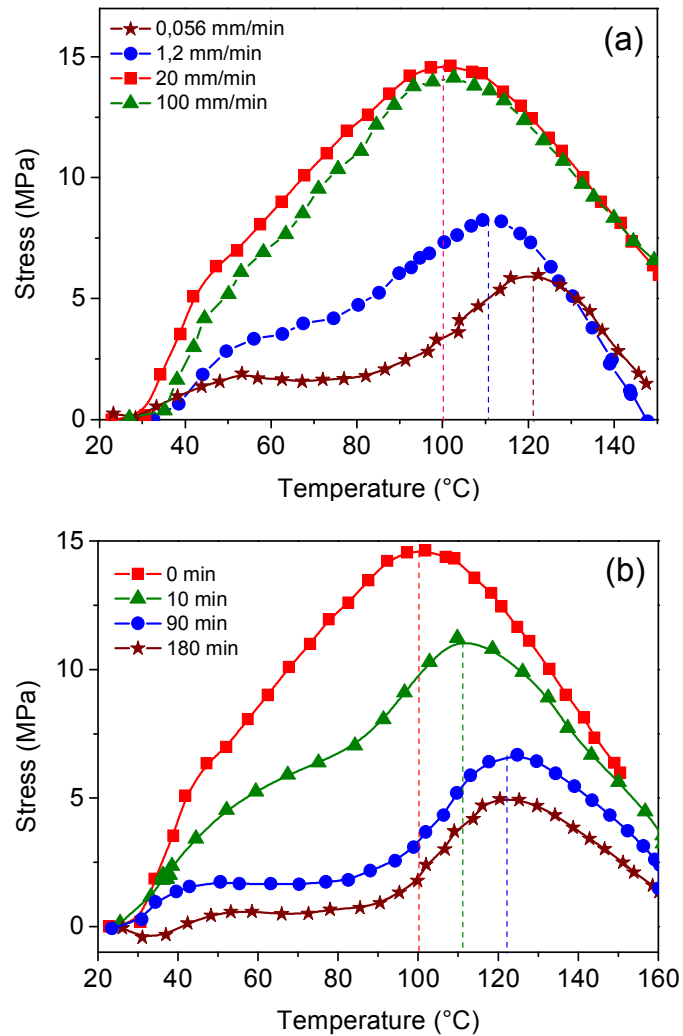 (a)
0,056 mm/min
1,2 mm/min
20 mm/min
100 mm/min
Stress (MPa)
15
10
5
0
20 40 60 80 100 120 140
Temperature (°C)
(b)
0 min
10 min
90 min
180 min
Stress (MPa)
15
10
5
0
20 40 60 80 100 120 140 160
Temperature (°C)